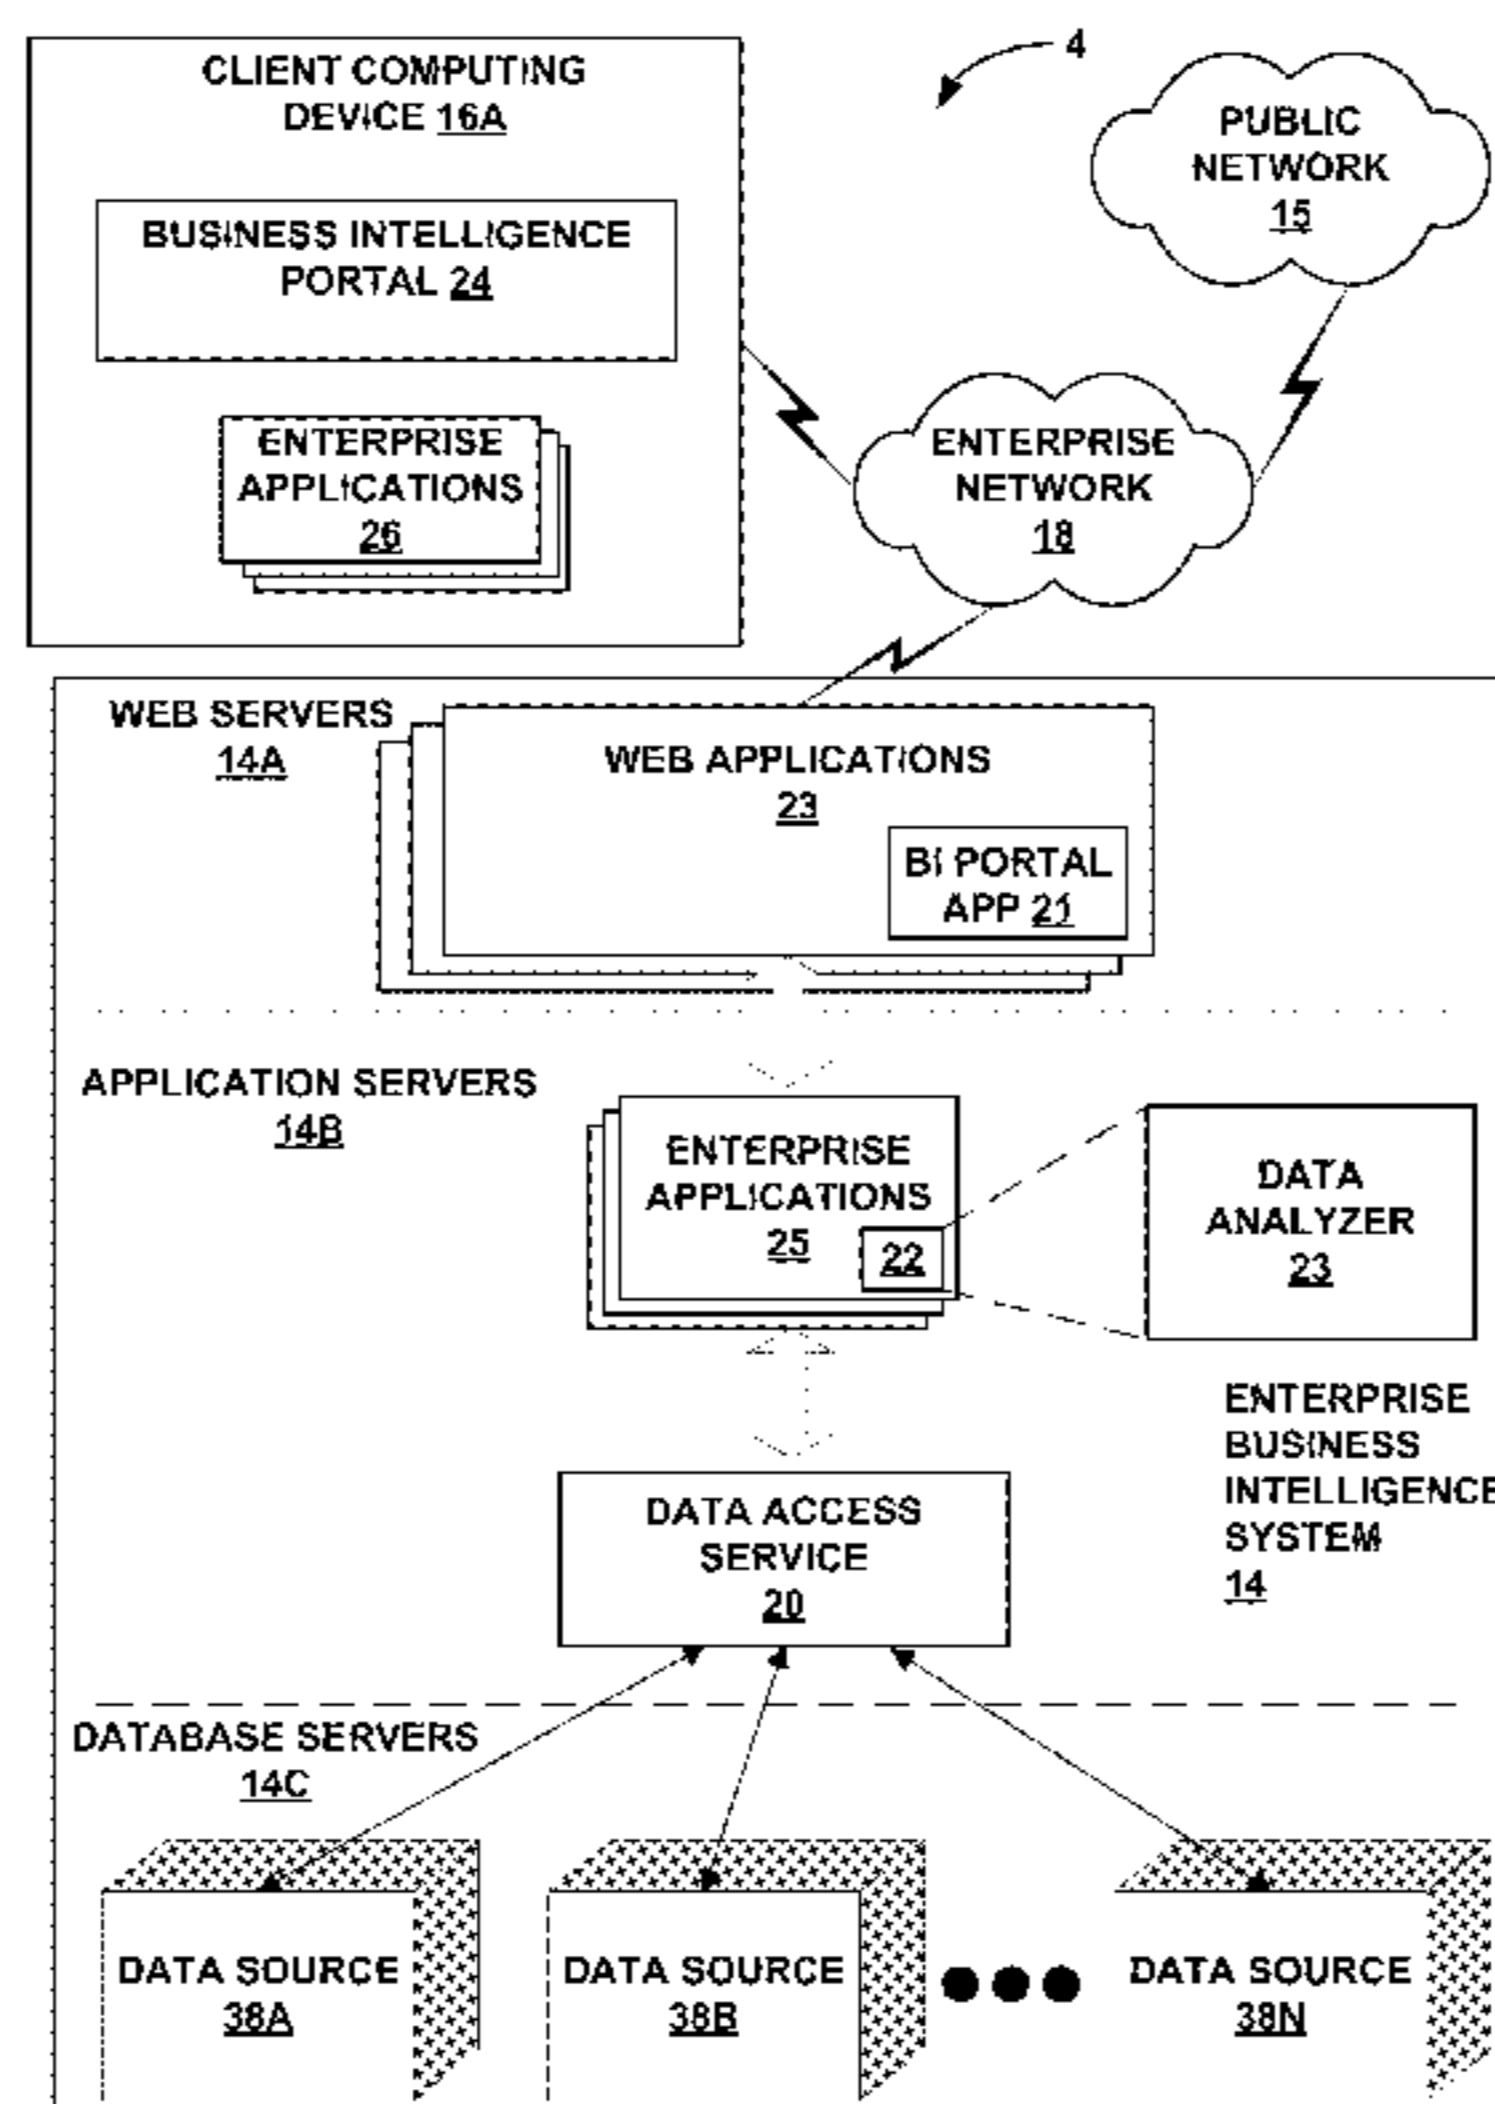 4
CLIENT COMPUTING
DEVICE 16A
BUSINESS INTELLIGENCE
PORTAL 24
ENTERPRISE
APPLICATIONS
26
PUBLIC
NETWORK
15
ENTERPRISE
NETWORK
18
WEB SERVERS
14A
WEB APPLICATIONS
23
BI PORTAL
APP 21
APPLICATION SERVERS
14B
ENTERPRISE
APPLICATIONS
25
22
DATA
ANALYZER
23
ENTERPRISE
BUSINESS
INTELLIGENCE
SYSTEM
14
DATA ACCESS
SERVICE
20
DATABASE SERVERS
14C
DATA SOURCE
38A
DATA SOURCE
38B
DATA SOURCE
38N